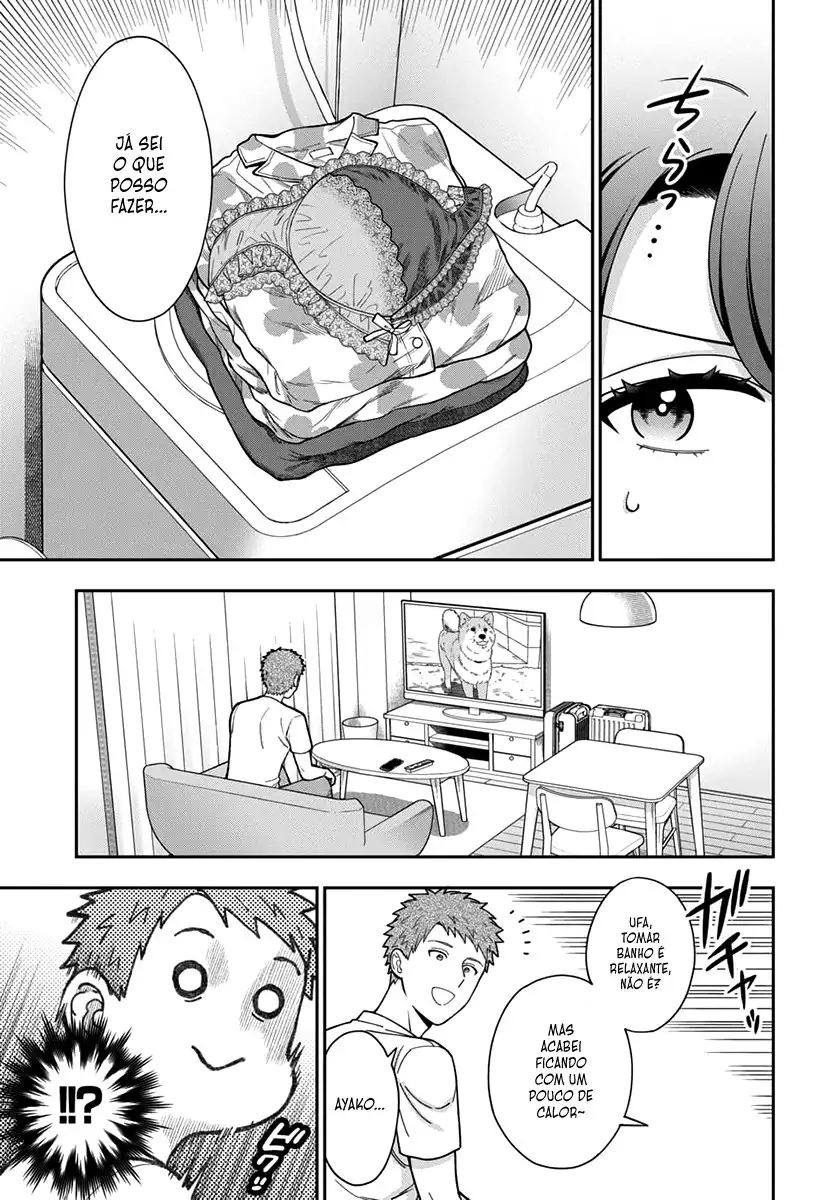 ちらっ…
JÁ SEI
O QUE
POSSO
FAZER...
ガチャッ
UFA,
TOMAR
BANHO É
RELAXANTE,
NÃO É?
MAS
ACABEI
FICANDO
COM UM
POUCO DE
CALOR~
AYAKO...
!!?